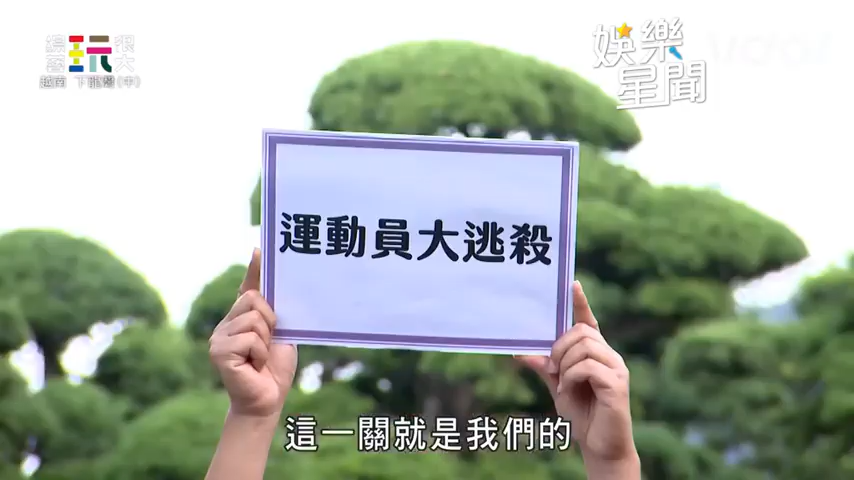 綜藝玩很大
越南 下龍灣(中)
娛樂星聞
運動員大逃殺
這一關就是我們的